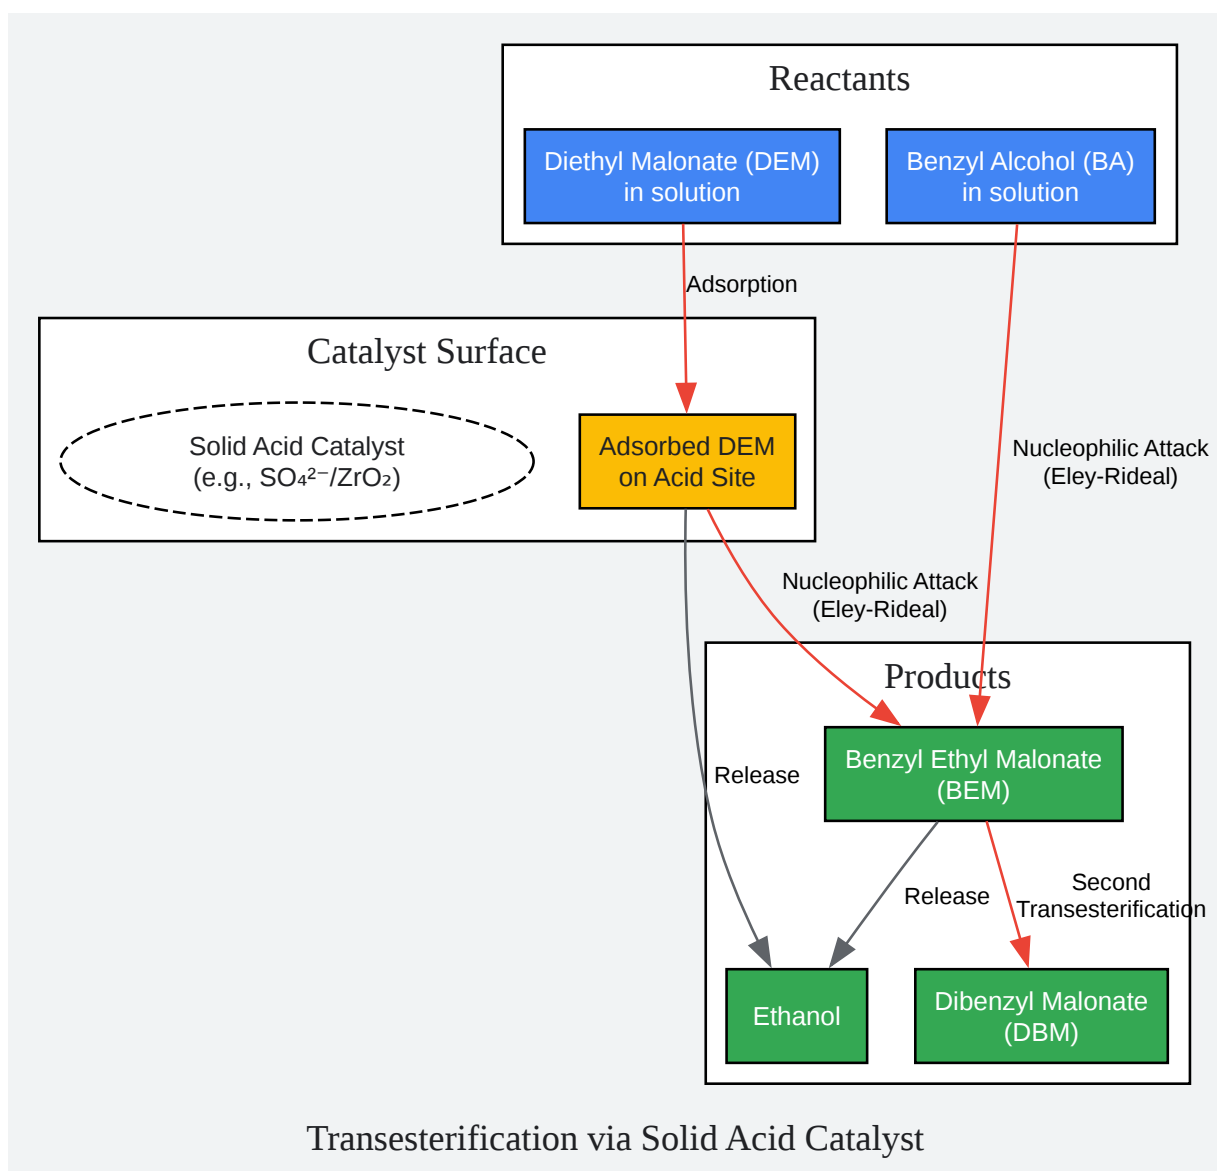 Reactants
Diethyl Malonate (DEM)
in solution
Benzyl Alcohol (BA)
in solution
Adsorption
Catalyst Surface
Solid Acid Catalyst
(e.g., SO₄²⁻/ZrO₂)
Adsorbed DEM
on Acid Site
Nucleophilic Attack
(Eley-Rideal)
Nucleophilic Attack
(Eley-Rideal)
Products
Benzyl Ethyl Malonate
(BEM)
Release
Release
Second
Transesterification
Ethanol
Dibenzyl Malonate
(DBM)
Transesterification via Solid Acid Catalyst